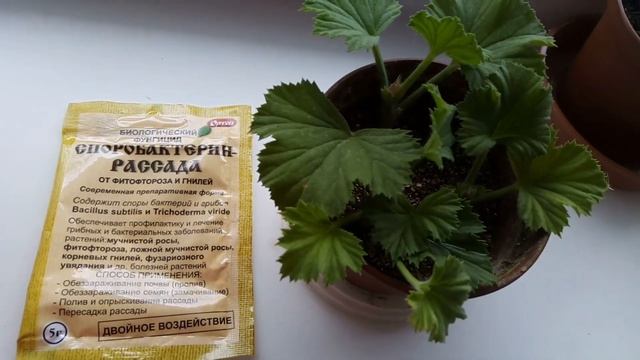 Ортон
БИОЛОГИЧЕСКИЙ
ФУНГИЦИД
СПОРОБАКТЕРИН-
РАССАДА
ОТ ФИТОФТОРОЗА И ГНИЛЕЙ
Современная препаративная форма
Содержит споры бактерий и грибов
Bacillus subtilis и Trichoderma viride
Обеспечивает профилактику и лечение
грибных и бактериальных заболеваний
растений: мучнистой росы,
фитофтороза, ложной мучнистой росы,
корневых гнилей, фузариозного
увядания и др. болезней растений
СПОСОБ ПРИМЕНЕНИЯ:
- Обеззараживание почвы (пролив)
- Обеззараживание семян (замачивание)
- Полив и опрыскивание рассады
- Пересадка рассады
5г
ДВОЙНОЕ ВОЗДЕЙСТВИЕ